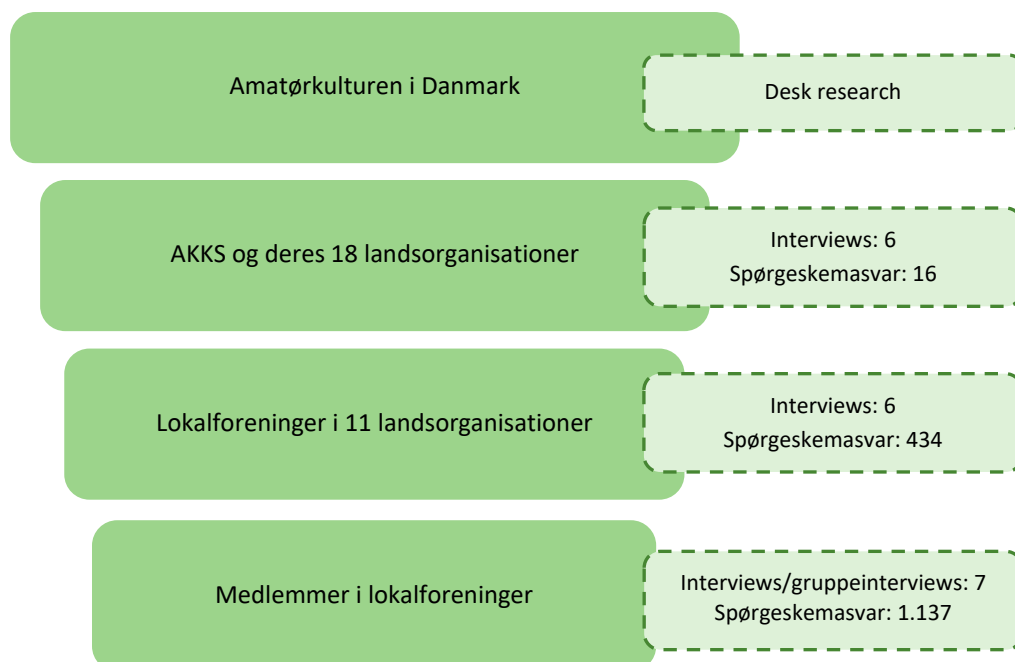 Amatørkulturen i Danmark
Desk research
AKKS og deres 18 landsorganisationer
Interviews: 6
Spørgeskemasvar: 16
Lokalforeninger i 11 landsorganisationer
Interviews: 6
Spørgeskemasvar: 434
Medlemmer i lokalforeninger
Interviews/gruppeinterviews: 7
Spørgeskemasvar: 1.137